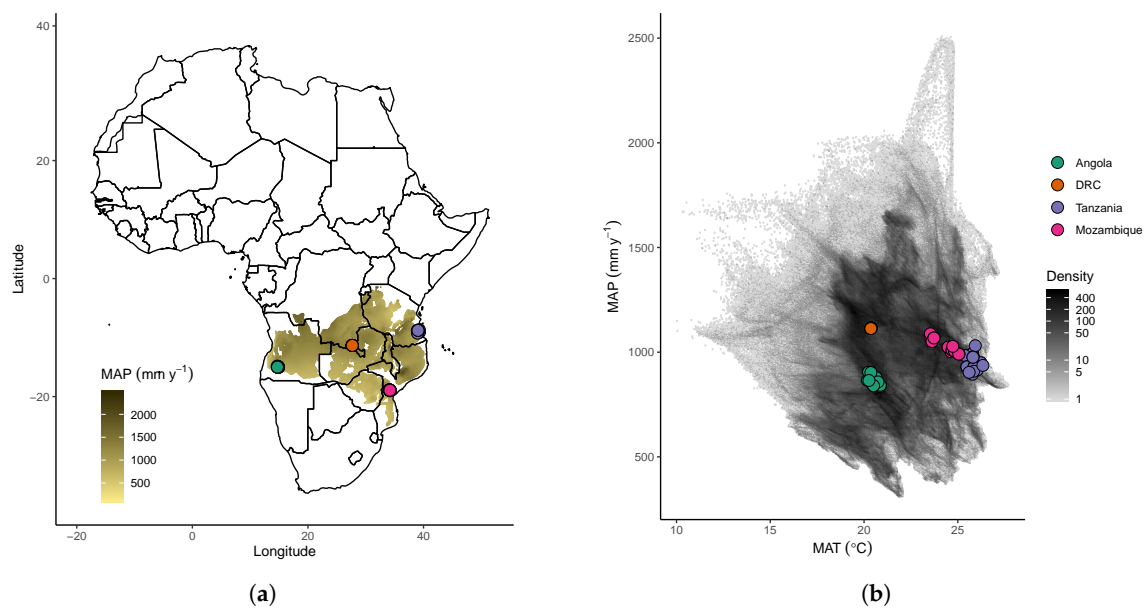 40
20
0
−20
Latitude
MAP (mm y⁻¹)
2000
1500
1000
500
−20
0
20
40
Longitude
(a)
2500
2000
1500
1000
500
MAP (mm y⁻¹)
10
15
20
25
MAT (°C)
Angola
DRC
Tanzania
Mozambique
Density
400
200
100
50
10
5
1
(b)